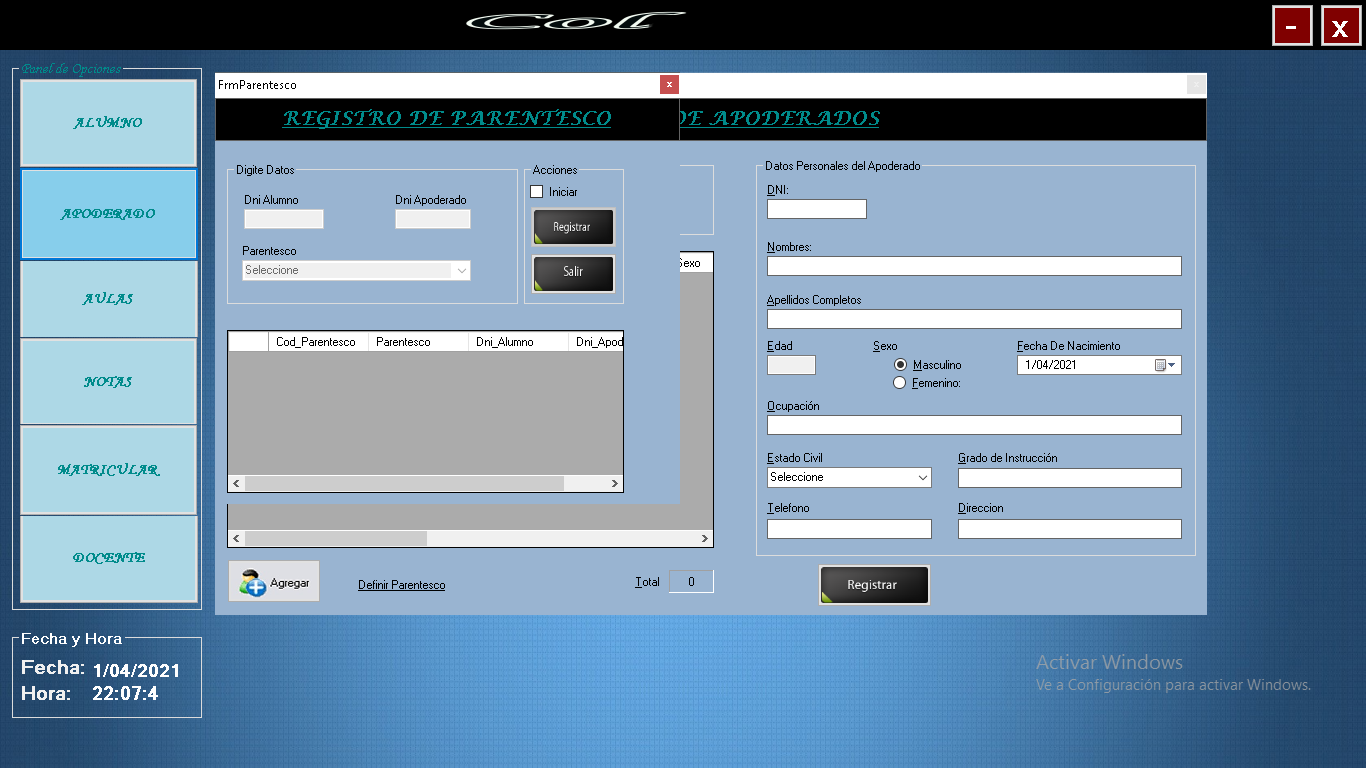 Col
-
x
Panel de Opciones
ALUMNO
APODERADO
AULAS
NOTAS
MATRICULAR
DOCENTE
Fecha y Hora
Fecha: 1/04/2021
Hora: 22:07:4
FrmParentesco
x
REGISTRO DE PARENTESCO
DE APODERADOS
Digite Datos
Dni Alumno
Dni Apoderado
Parentesco
Seleccione
Acciones
Iniciar
Registrar
Salir
Cod_Parentesco Parentesco Dni_Alumno Dni_Apod
Sexo
Agregar
Definir Parentesco
Total 0
Datos Personales del Apoderado
DNI:
Nombres:
Apellidos Completos
Edad
Sexo
Masculino
Femenino:
Fecha De Nacimiento
1/04/2021
Ocupación
Estado Civil
Seleccione
Grado de Instrucción
Telefono
Direccion
Registrar
Activar Windows
Ve a Configuración para activar Windows.